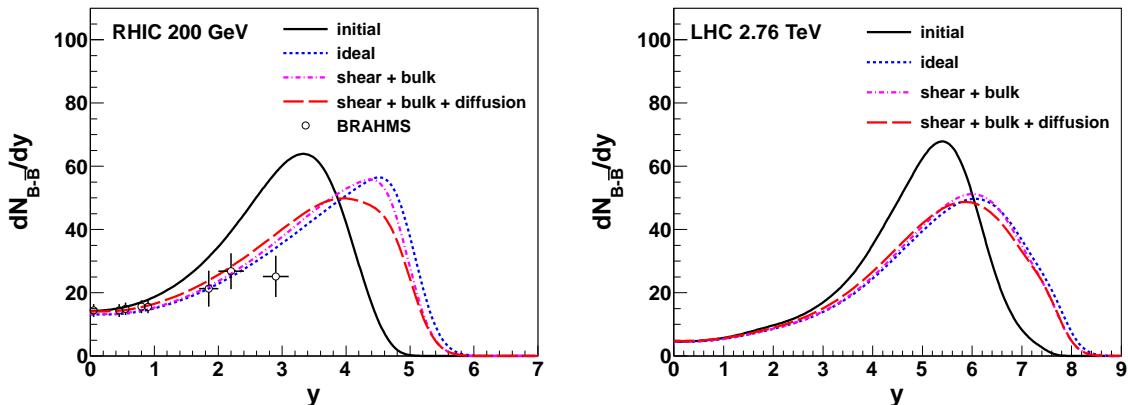 dN_{B-\overline{B}}/dy
100
80
60
40
20
0
RHIC 200 GeV
initial
ideal
shear + bulk
shear + bulk + diffusion
BRAHMS
0 1 2 3 4 5 6 7
y
dN_{B-\overline{B}}/dy
100
80
60
40
20
0
LHC 2.76 TeV
initial
ideal
shear + bulk
shear + bulk + diffusion
0 1 2 3 4 5 6 7 8 9
y